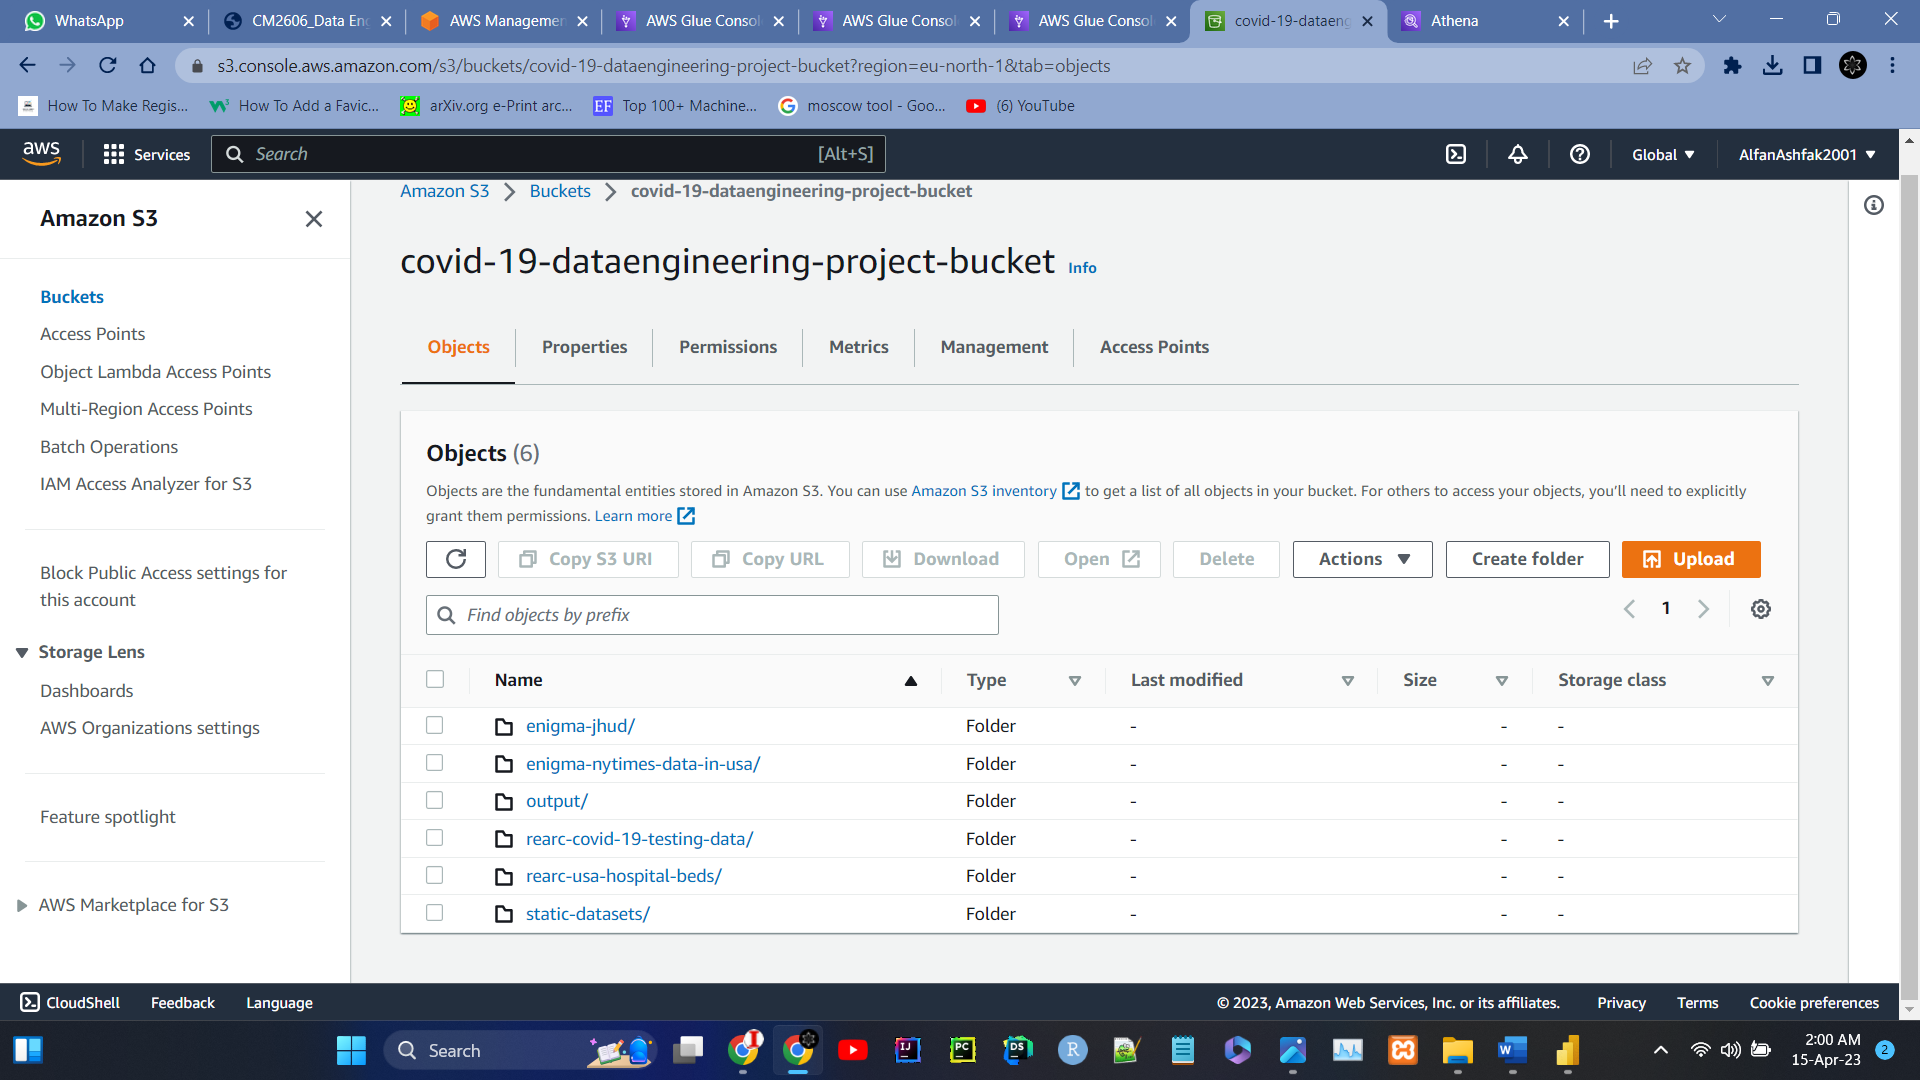 WhatsApp
CM2606_Data Eng
AWS Managemen
AWS Glue Consol
AWS Glue Consol
AWS Glue Consol
covid-19-dataeng
Athena
s3.console.aws.amazon.com/s3/buckets/covid-19-dataengineering-project-bucket?region=eu-north-1&tab=objects
How To Make Regis...
How To Add a Favic...
arXiv.org e-Print arc...
EF Top 100+ Machine...
moscow tool - Goo...
(6) YouTube
aws
Services
Search
[Alt+S]
Global
AlfanAshfak2001
Amazon S3
Buckets
Access Points
Object Lambda Access Points
Multi-Region Access Points
Batch Operations
IAM Access Analyzer for S3
Block Public Access settings for
this account
Storage Lens
Dashboards
AWS Organizations settings
Feature spotlight
AWS Marketplace for S3
Amazon S3 > Buckets > covid-19-dataengineering-project-bucket
covid-19-dataengineering-project-bucket Info
Objects
Properties
Permissions
Metrics
Management
Access Points
Objects (6)
Objects are the fundamental entities stored in Amazon S3. You can use Amazon S3 inventory to get a list of all objects in your bucket. For others to access your objects, you'll need to explicitly
grant them permissions. Learn more
Copy S3 URI
Copy URL
Download
Open
Delete
Actions
Create folder
Upload
Find objects by prefix
1
Name Type Last modified Size Storage class
enigma-jhud/ Folder - - -
enigma-nytimes-data-in-usa/ Folder - - -
output/ Folder - - -
rearc-covid-19-testing-data/ Folder - - -
rearc-usa-hospital-beds/ Folder - - -
static-datasets/ Folder - - -
CloudShell
Feedback
Language
© 2023, Amazon Web Services, Inc. or its affiliates.
Privacy
Terms
Cookie preferences
Search
IJ
PC
DS
R
W
2:00 AM
15-Apr-23
2